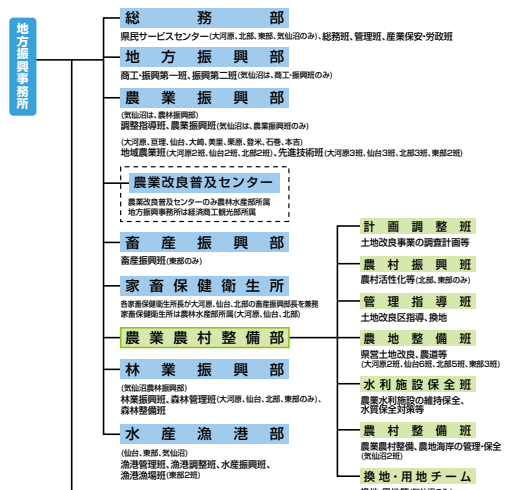 地方振興事務所
総務部
県民サービスセンター(大河原、北部、東部、気仙沼のみ)、総務班、管理班、産業保安・労政班
地方振興部
商工・振興第一班、振興第二班(気仙沼は、商工・振興班のみ)
農業振興部
(気仙沼は、農林振興部)
調整指導班、農業振興班(気仙沼は、農業振興班のみ)
(大河原、亘理、仙台、大崎、美里、栗原、登米、石巻、本吉)
地域農業班(大河原2班、仙台2班、北部2班)、先進技術班(大河原3班、仙台3班、北部3班、東部2班)
農業改良普及センター
農業改良普及センターのみ農林水産部所属
地方振興事務所は経済商工観光部所属
畜産振興部
畜産振興班(東部のみ)
家畜保健衛生所
各家畜保健衛生所長が大河原、仙台、北部の畜産振興部長を兼務
家畜保健衛生所は農林水産部所属(大河原、仙台、北部)
農業農村整備部
林業振興部
(気仙沼農林振興部)
林業振興班、森林管理班(大河原、仙台、北部、東部のみ)、
森林整備班
水産漁港部
(仙台、東部、気仙沼)
漁港管理班、漁港調整班、水産振興班、
漁港漁場班(東部2班)
計画調整班
土地改良事業の調査計画等
農村振興班
農村活性化等(北部、東部のみ)
管理指導班
土地改良区指導、換地
農地整備班
県営土地改良、農道等
(大河原2班、仙台6班、北部5班、東部3班)
水利施設保全班
農業水利施設の維持保全、
水質保全対策等
農村整備班
農業農村整備、農地海岸の管理・保全
(気仙沼2班)
換地・用地チーム